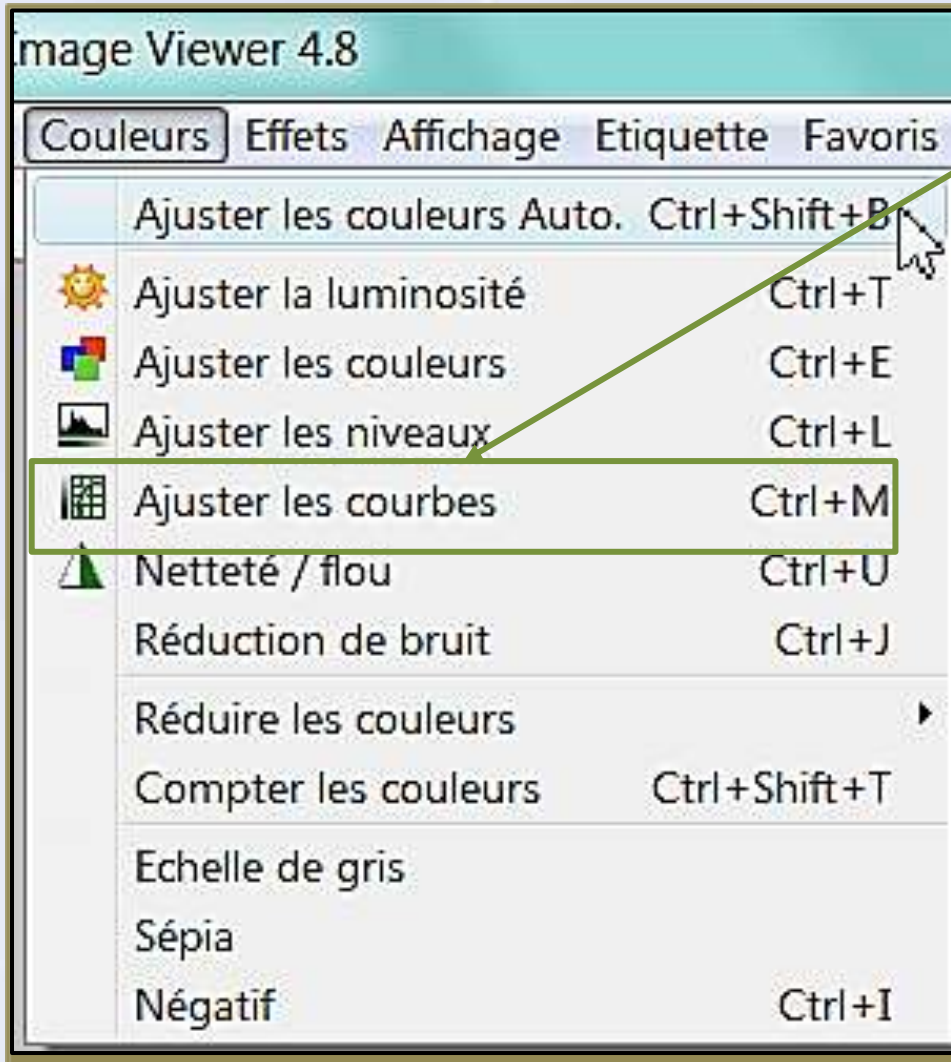 Image Viewer 4.8
Couleurs Effets Affichage Etiquette Favoris
Ajuster les couleurs Auto. Ctrl+Shift+B
Ajuster la luminosité Ctrl+T
Ajuster les couleurs Ctrl+E
Ajuster les niveaux Ctrl+L
Ajuster les courbes Ctrl+M
Netteté / flou Ctrl+U
Réduction de bruit Ctrl+J
Réduire les couleurs
Compter les couleurs Ctrl+Shift+T
Echelle de gris
Sépia
Négatif Ctrl+I